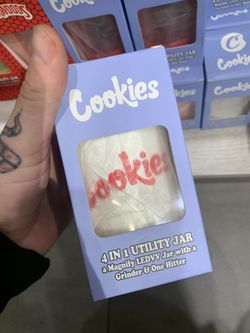 Cookies
Cookies
4 IN 1 UTILITY JAR
a Magnify LEDVV Jar with a
Grinder & One Hitter